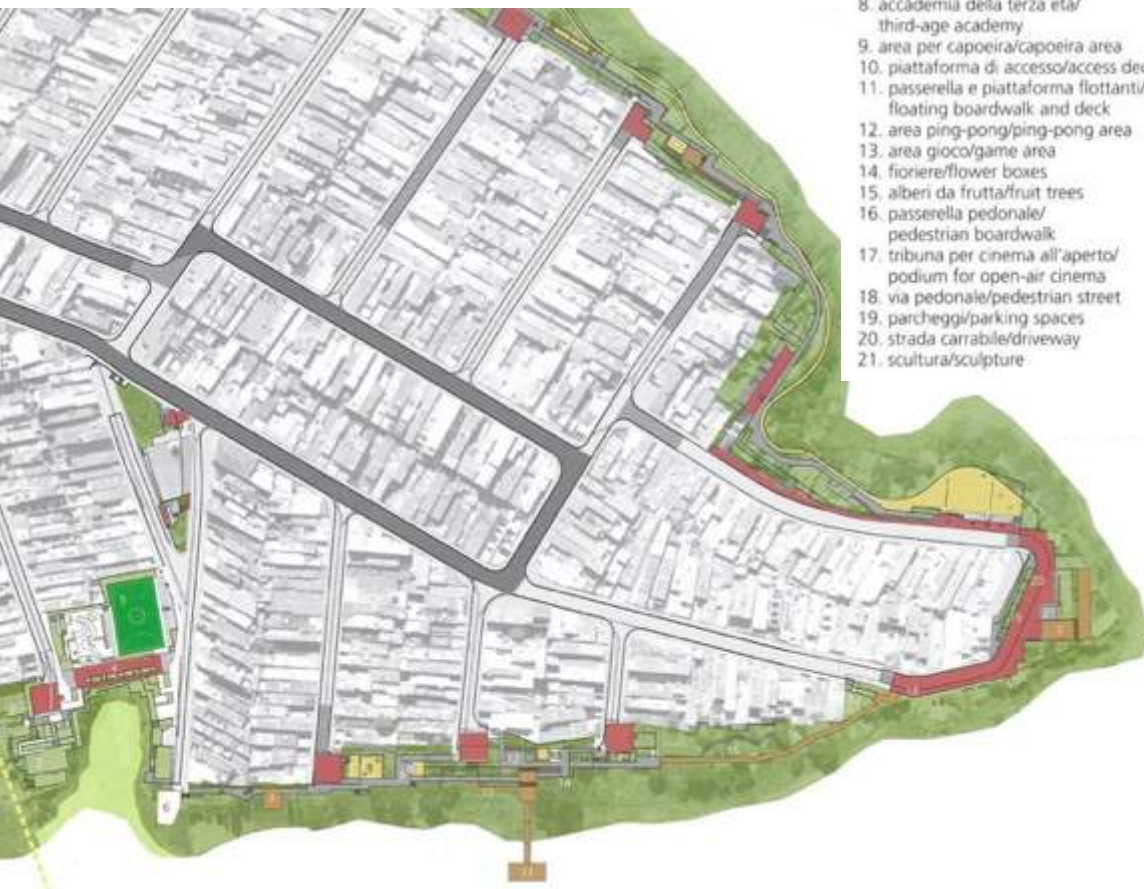 8. accademia della terza età/
third-age academy
9. area per capoeira/capoeira area
10. piattaforma di accesso/access dec
11. passerella e piattaforma flottanti/
floating boardwalk and deck
12. area ping-pong/ping-pong area
13. area gioco/game area
14. fioriere/flower boxes
15. alberi da frutta/fruit trees
16. passerella pedonale/
pedestrian boardwalk
17. tribuna per cinema all'aperto/
podium for open-air cinema
18. via pedonale/pedestrian street
19. parcheggi/parking spaces
20. strada carrabile/driveway
21. scultura/sculpture
6
11